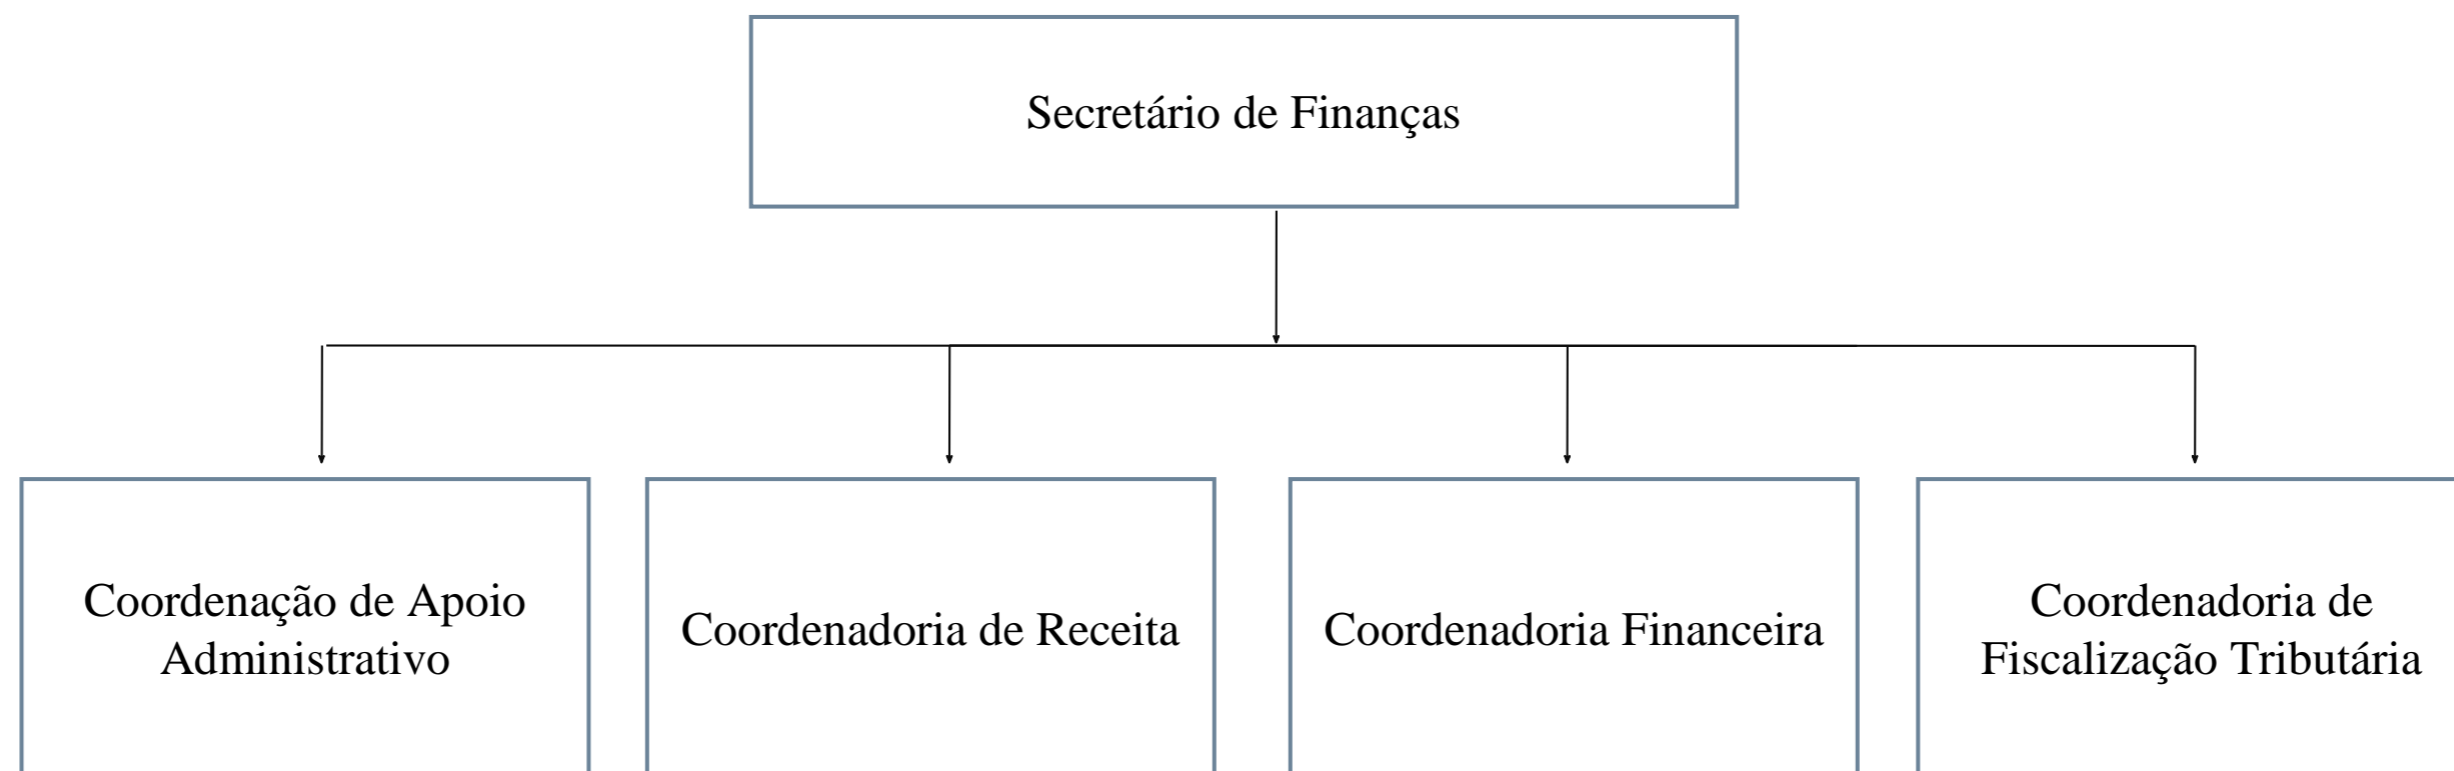 Secretário de Finanças
Coordenação de Apoio
Administrativo
Coordenadoria de Receita
Coordenadoria Financeira
Coordenadoria de
Fiscalização Tributária